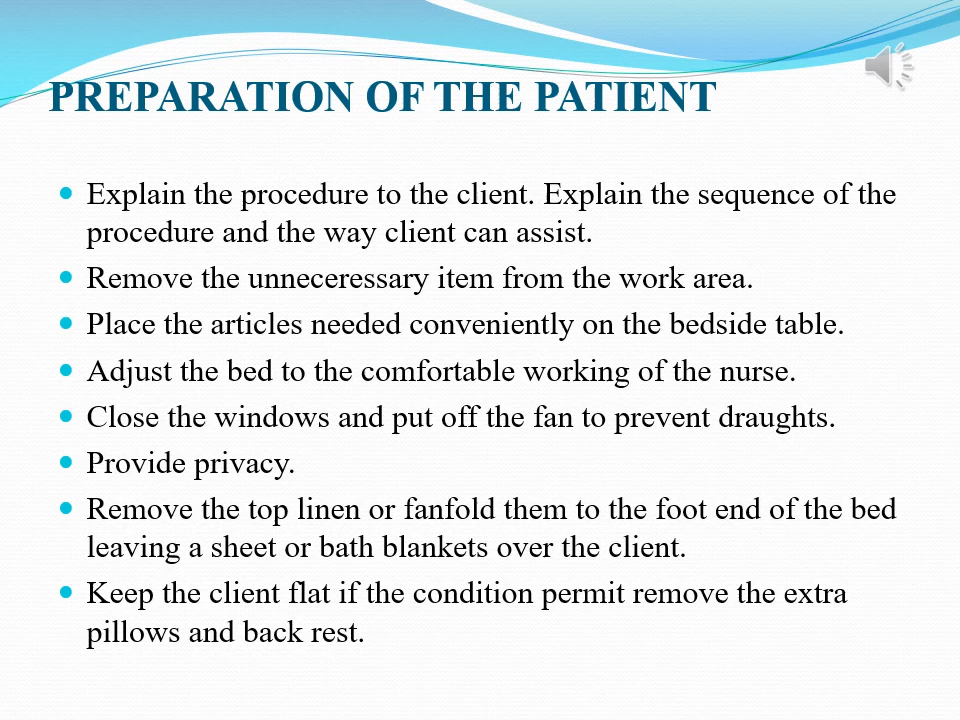 PREPARATION OF THE PATIENT
Explain the procedure to the client. Explain the sequence of the
procedure and the way client can assist.
Remove the unneceressary item from the work area.
Place the articles needed conveniently on the bedside table.
Adjust the bed to the comfortable working of the nurse.
Close the windows and put off the fan to prevent draughts.
Provide privacy.
Remove the top linen or fanfold them to the foot end of the bed
leaving a sheet or bath blankets over the client.
Keep the client flat if the condition permit remove the extra
pillows and back rest.